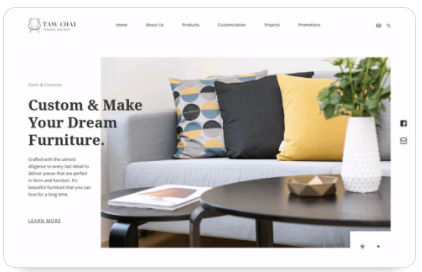 TAW CHAI
Home About Us Products Customization Projects Promotions
Form & Function
Custom & Make
Your Dream
Furniture.
Crafted with the utmost
diligence to every last detail to
deliver pieces that are perfect
in form and function. It's
beautiful furniture that you can
love for a long time.
LEARN MORE